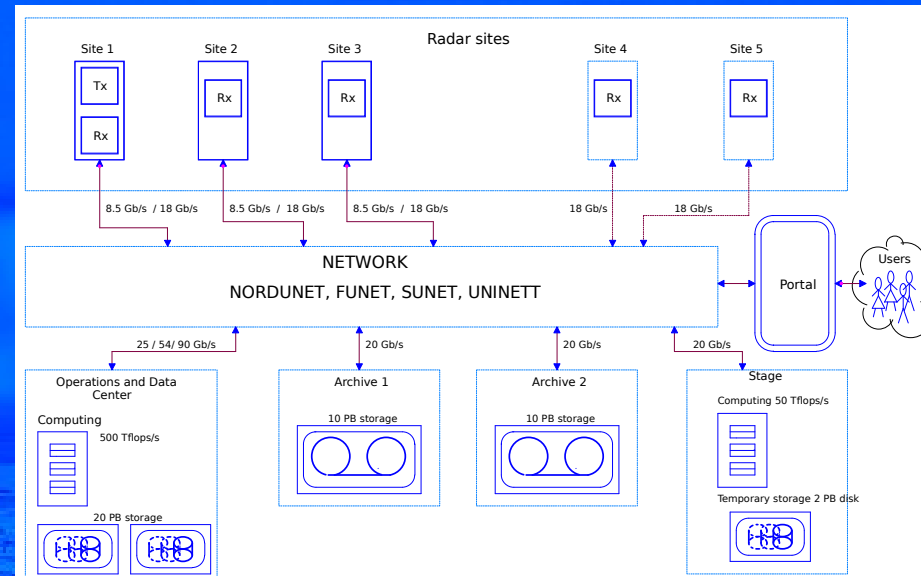 Radar sites
Site 1
Site 2
Site 3
Site 4
Site 5
Tx
Rx
Rx
Rx
Rx
Rx
8.5 Gb/s / 18 Gb/s
8.5 Gb/s / 18 Gb/s
8.5 Gb/s / 18 Gb/s
18 Gb/s
18 Gb/s
NETWORK
NORDUNET, FUNET, SUNET, UNINETT
Portal
Users
25 / 54/ 90 Gb/s
20 Gb/s
20 Gb/s
20 Gb/s
Operations and Data
Center
Computing
500 Tflops/s
20 PB storage
Archive 1
10 PB storage
Archive 2
10 PB storage
Stage
Computing 50 Tflops/s
Temporary storage 2 PB disk